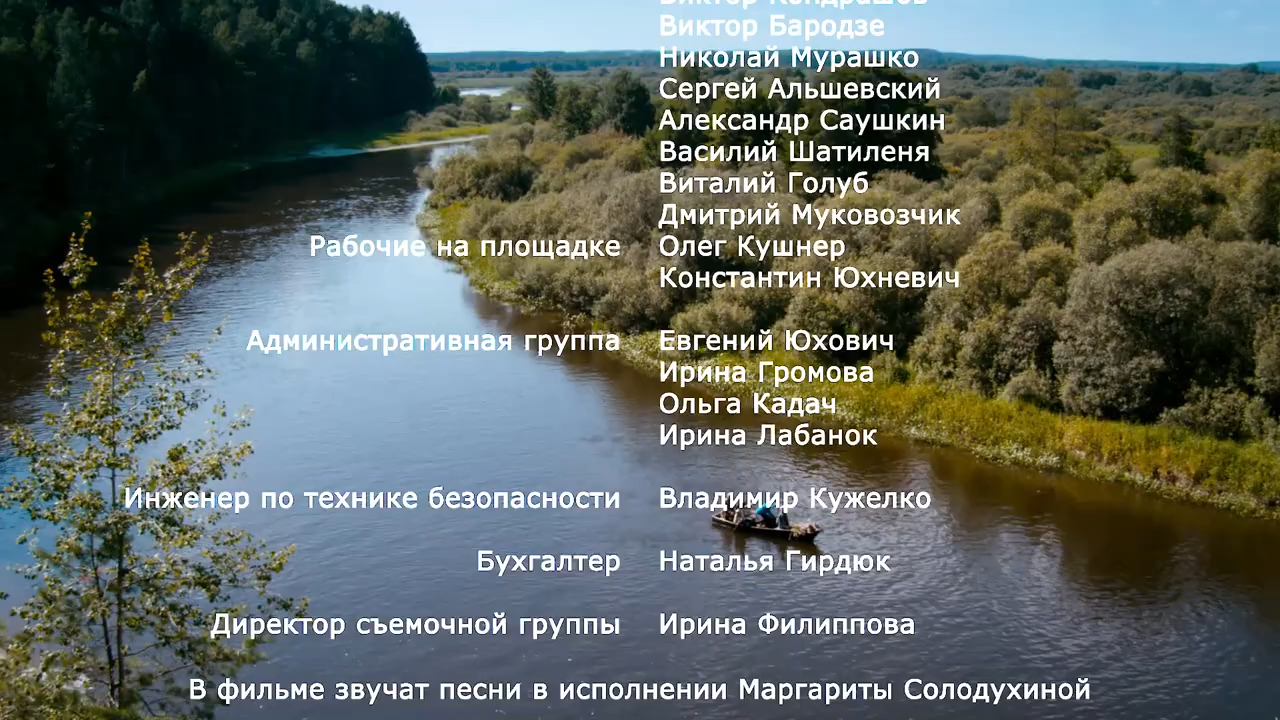 Виктор Кондрашов
Виктор Бародзе
Николай Мурашко
Сергей Альшевский
Александр Саушкин
Василий Шатиленя
Виталий Голуб
Дмитрий Муковозчик
Рабочие на площадке Олег Кушнер
Константин Юхневич
Административная группа Евгений Юхович
Ирина Громова
Ольга Кадач
Ирина Лабанок
Инженер по технике безопасности Владимир Кужелко
Бухгалтер Наталья Гирдюк
Директор съемочной группы Ирина Филиппова
В фильме звучат песни в исполнении Маргариты Солодухиной